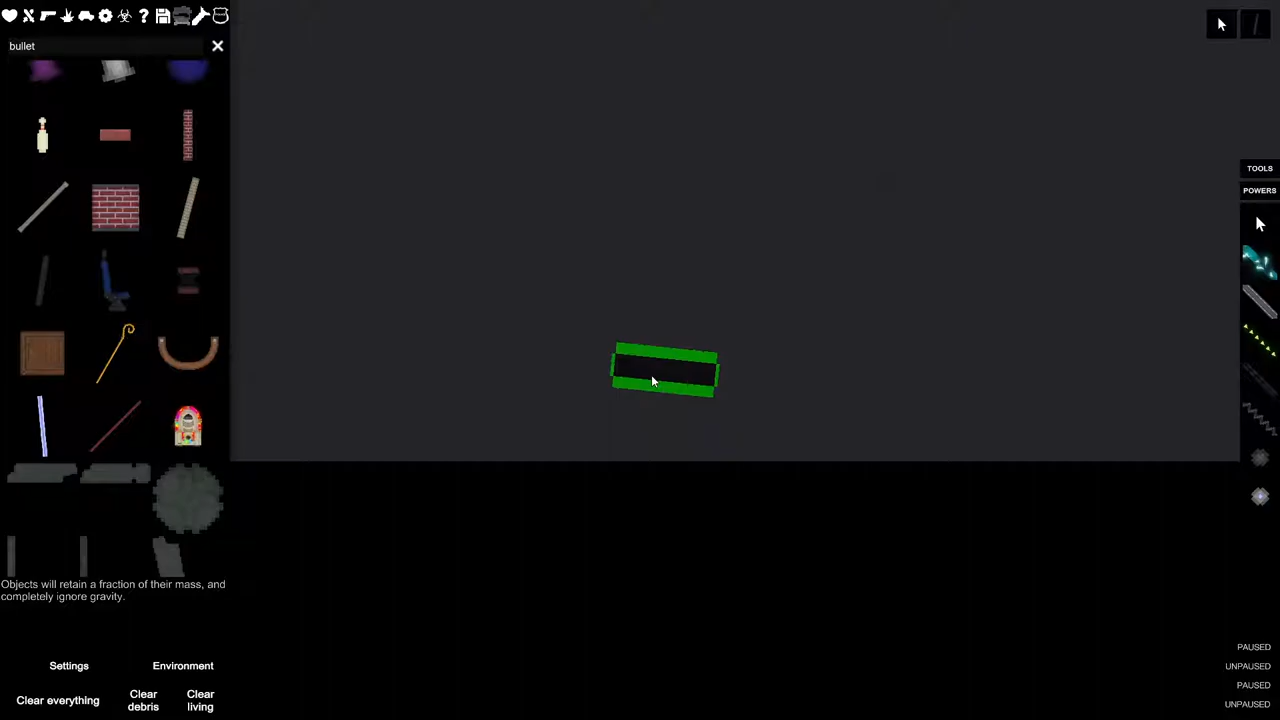 bullet
TOOLS
POWERS
Objects will retain a fraction of their mass, and
completely ignore gravity.
Settings
Environment
Clear everything
Clear
debris
Clear
living
PAUSED
UNPAUSED
PAUSED
UNPAUSED